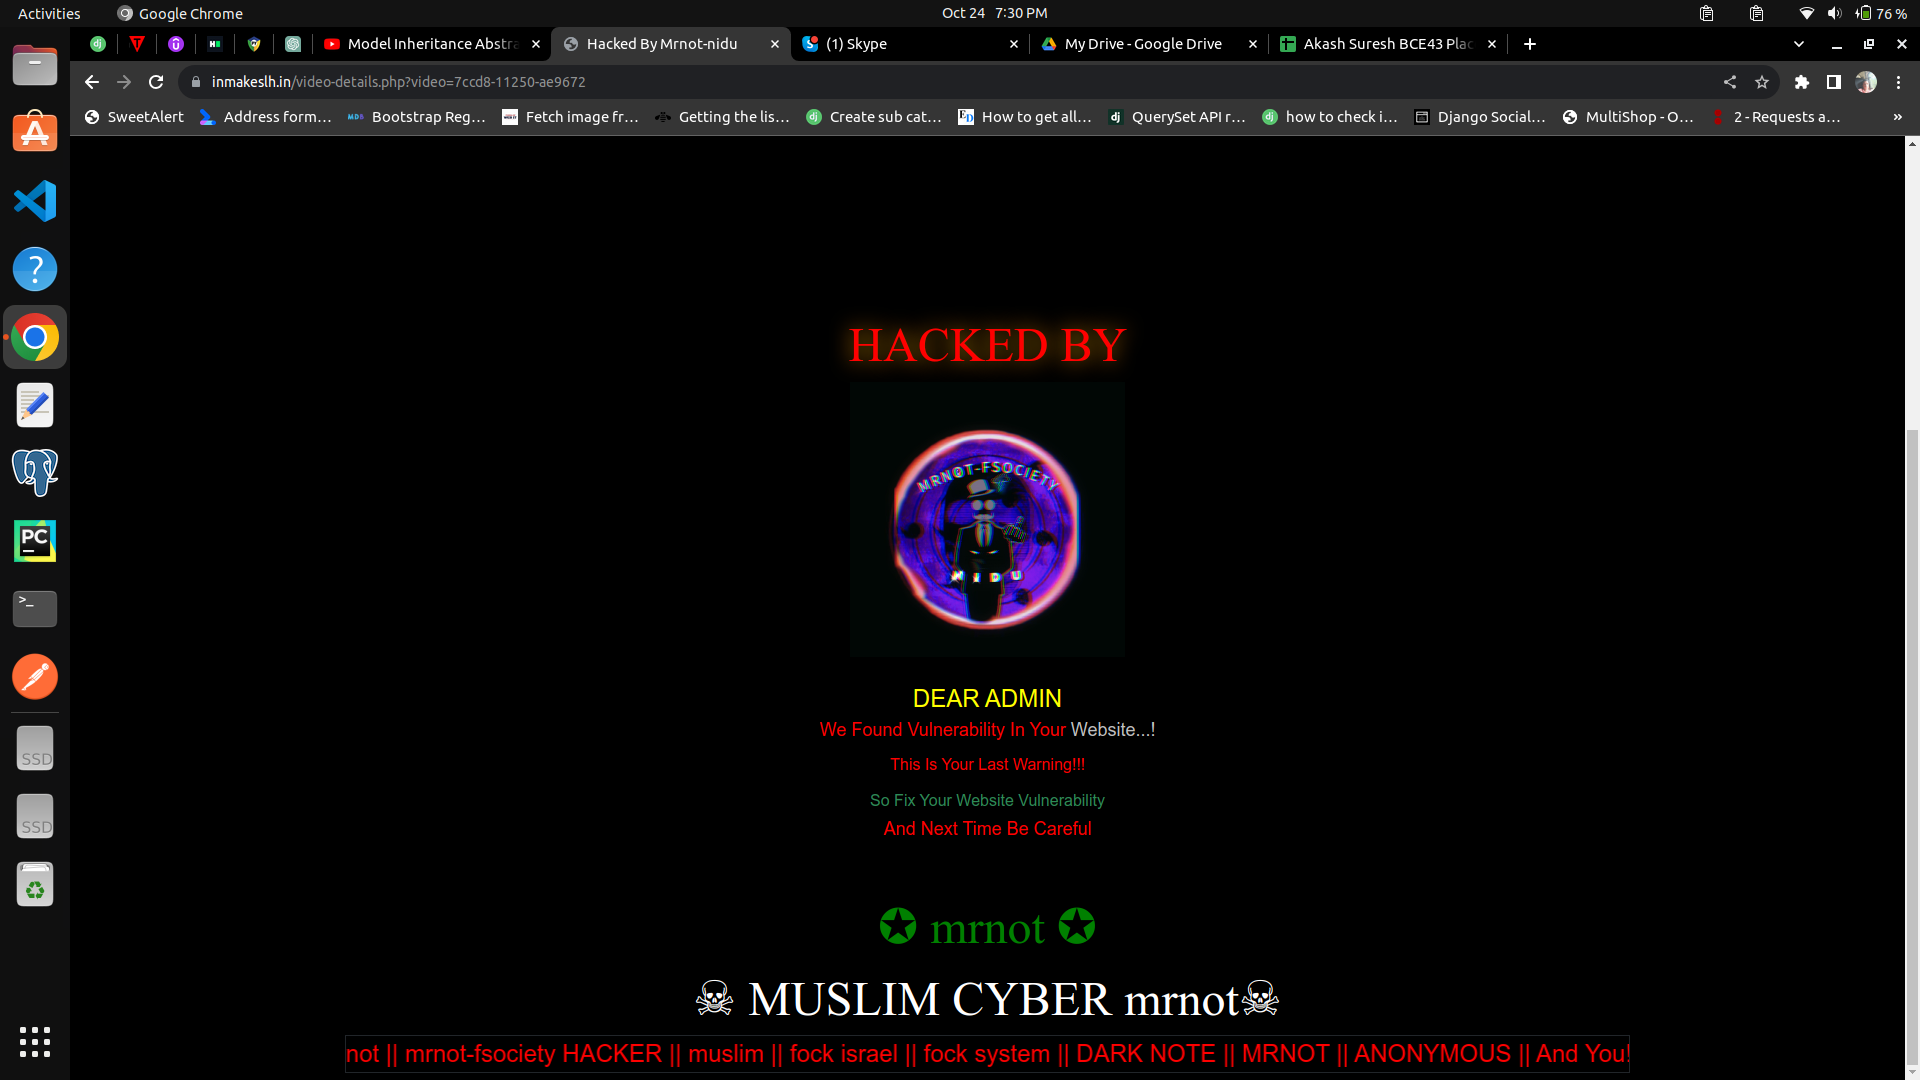 Activities
Google Chrome
Oct 24 7:30 PM
76 %
Model Inheritance Abstra
Hacked By Mrnot-nidu
(1) Skype
My Drive - Google Drive
Akash Suresh BCE43 Plac
inmakeslh.in/video-details.php?video=7ccd8-11250-ae9672
SweetAlert
Address form...
Bootstrap Reg...
Fetch image fr...
Getting the lis...
Create sub cat...
How to get all...
QuerySet API r...
how to check i...
Django Social...
MultiShop - O...
2 - Requests a...
»
HACKED BY
MRNOT-FSOCIETY
NIDU
DEAR ADMIN
We Found Vulnerability In Your Website...!
This Is Your Last Warning!!!
So Fix Your Website Vulnerability
And Next Time Be Careful
✪ mrnot ✪
☠ MUSLIM CYBER mrnot☠
not || mrnot-fsociety HACKER || muslim || fock israel || fock system || DARK NOTE || MRNOT || ANONYMOUS || And You!
PC
>_
SSD
SSD